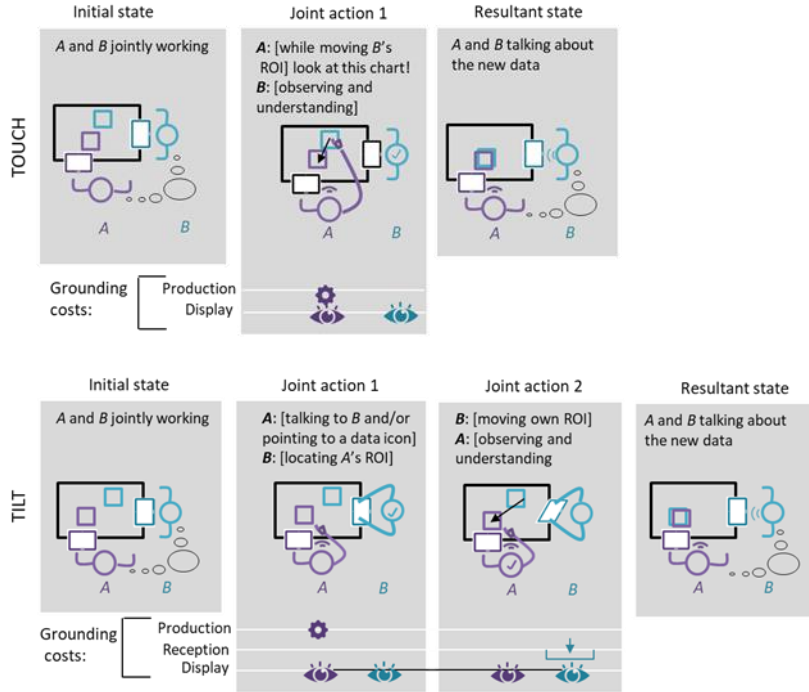 Initial state
Joint action 1
Resultant state
TOUCH
A and B jointly working
A: [while moving B's
ROI] look at this chart!
B: [observing and
understanding]
A and B talking about
the new data
A
B
A
B
A
B
Grounding
costs:
Production
Display
Initial state
Joint action 1
Joint action 2
Resultant state
TILT
A and B jointly working
A: [talking to B and/or
pointing to a data icon]
B: [locating A's ROI]
B: [moving own ROI]
A: [observing and
understanding
A and B talking about
the new data
A
B
A
B
A
B
A
B
Grounding
costs:
Production
Reception
Display